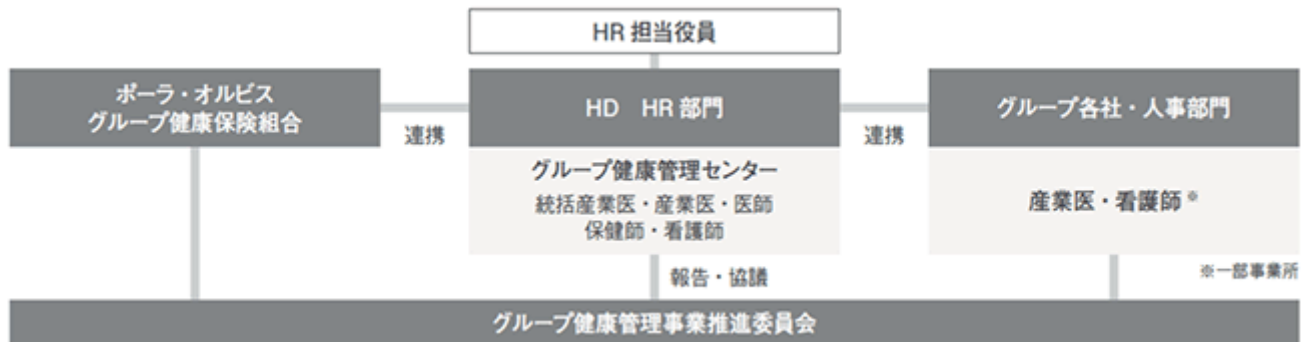 HR 担当役員
ポーラ・オルビス
グループ健康保険組合
連携
HD HR 部門
連携
グループ各社・人事部門
グループ健康管理センター
統括産業医・産業医・医師
保健師・看護師
産業医・看護師※
報告・協議
※一部事業所
グループ健康管理事業推進委員会